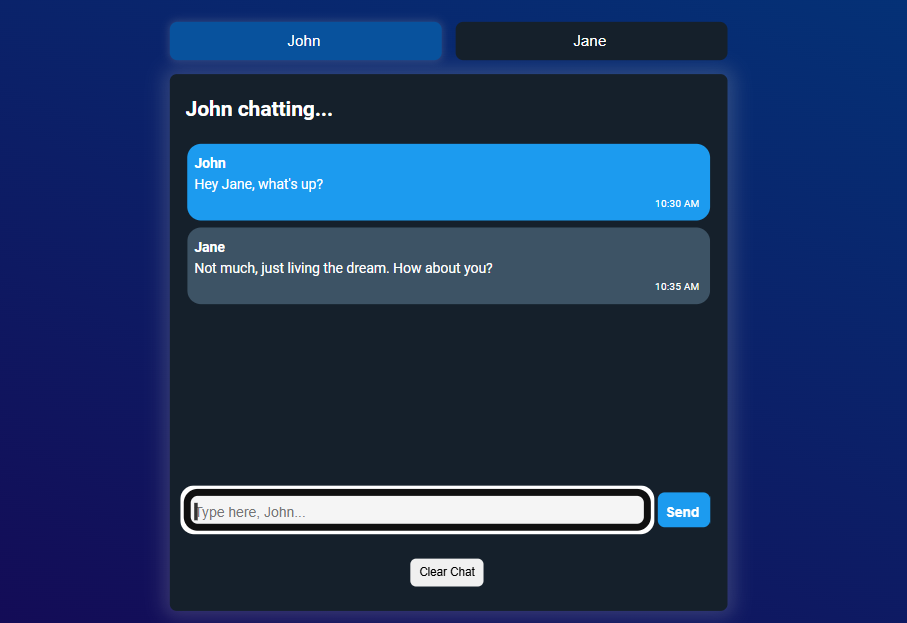 John
Jane
John chatting...
John
Hey Jane, what's up?
10:30 AM
Jane
Not much, just living the dream. How about you?
10:35 AM
Type here, John...
Send
Clear Chat